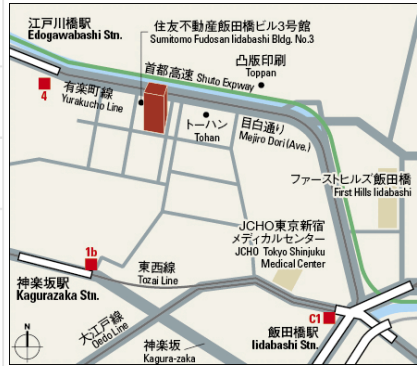 江戸川橋駅
Edogawabashi Stn.
住友不動産飯田橋ビル3号館
Sumitomo Fudosan Iidabashi Bldg. No.3
首都高速 Shuto Expway
凸版印刷
Toppan
4
有楽町線
Yurakucho Line
トーハン
Tohan
目白通り
Mejiro Dori (Ave.)
ファーストヒルズ飯田橋
First Hills Iidabashi
JCHO東京新宿
メディカルセンター
JCHO Tokyo Shinjuku
Medical Center
1b
東西線
Tozai Line
神楽坂駅
Kagurazaka Stn.
大江戸線
Oedo Line
C1
飯田橋駅
Iidabashi Stn.
神楽坂
Kagura-zaka
N